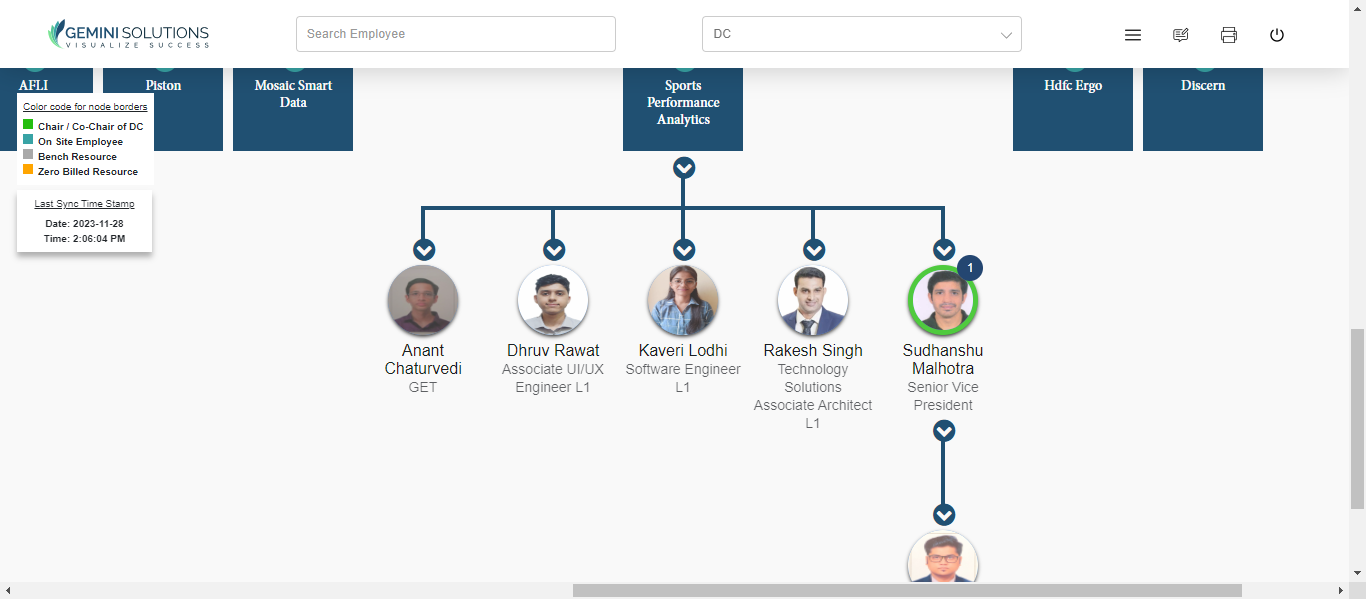 GEMINI SOLUTIONS
VISUALIZE SUCCESS
Search Employee
DC
AFLI
Piston
Mosaic Smart
Data
Sports
Performance
Analytics
Hdfc Ergo
Discern
Color code for node borders
Chair / Co-Chair of DC
On Site Employee
Bench Resource
Zero Billed Resource
Last Sync Time Stamp
Date: 2023-11-28
Time: 2:06:04 PM
1
Anant
Chaturvedi
GET
Dhruv Rawat
Associate UI/UX
Engineer L1
Kaveri Lodhi
Software Engineer
L1
Rakesh Singh
Technology
Solutions
Associate Architect
L1
Sudhanshu
Malhotra
Senior Vice
President